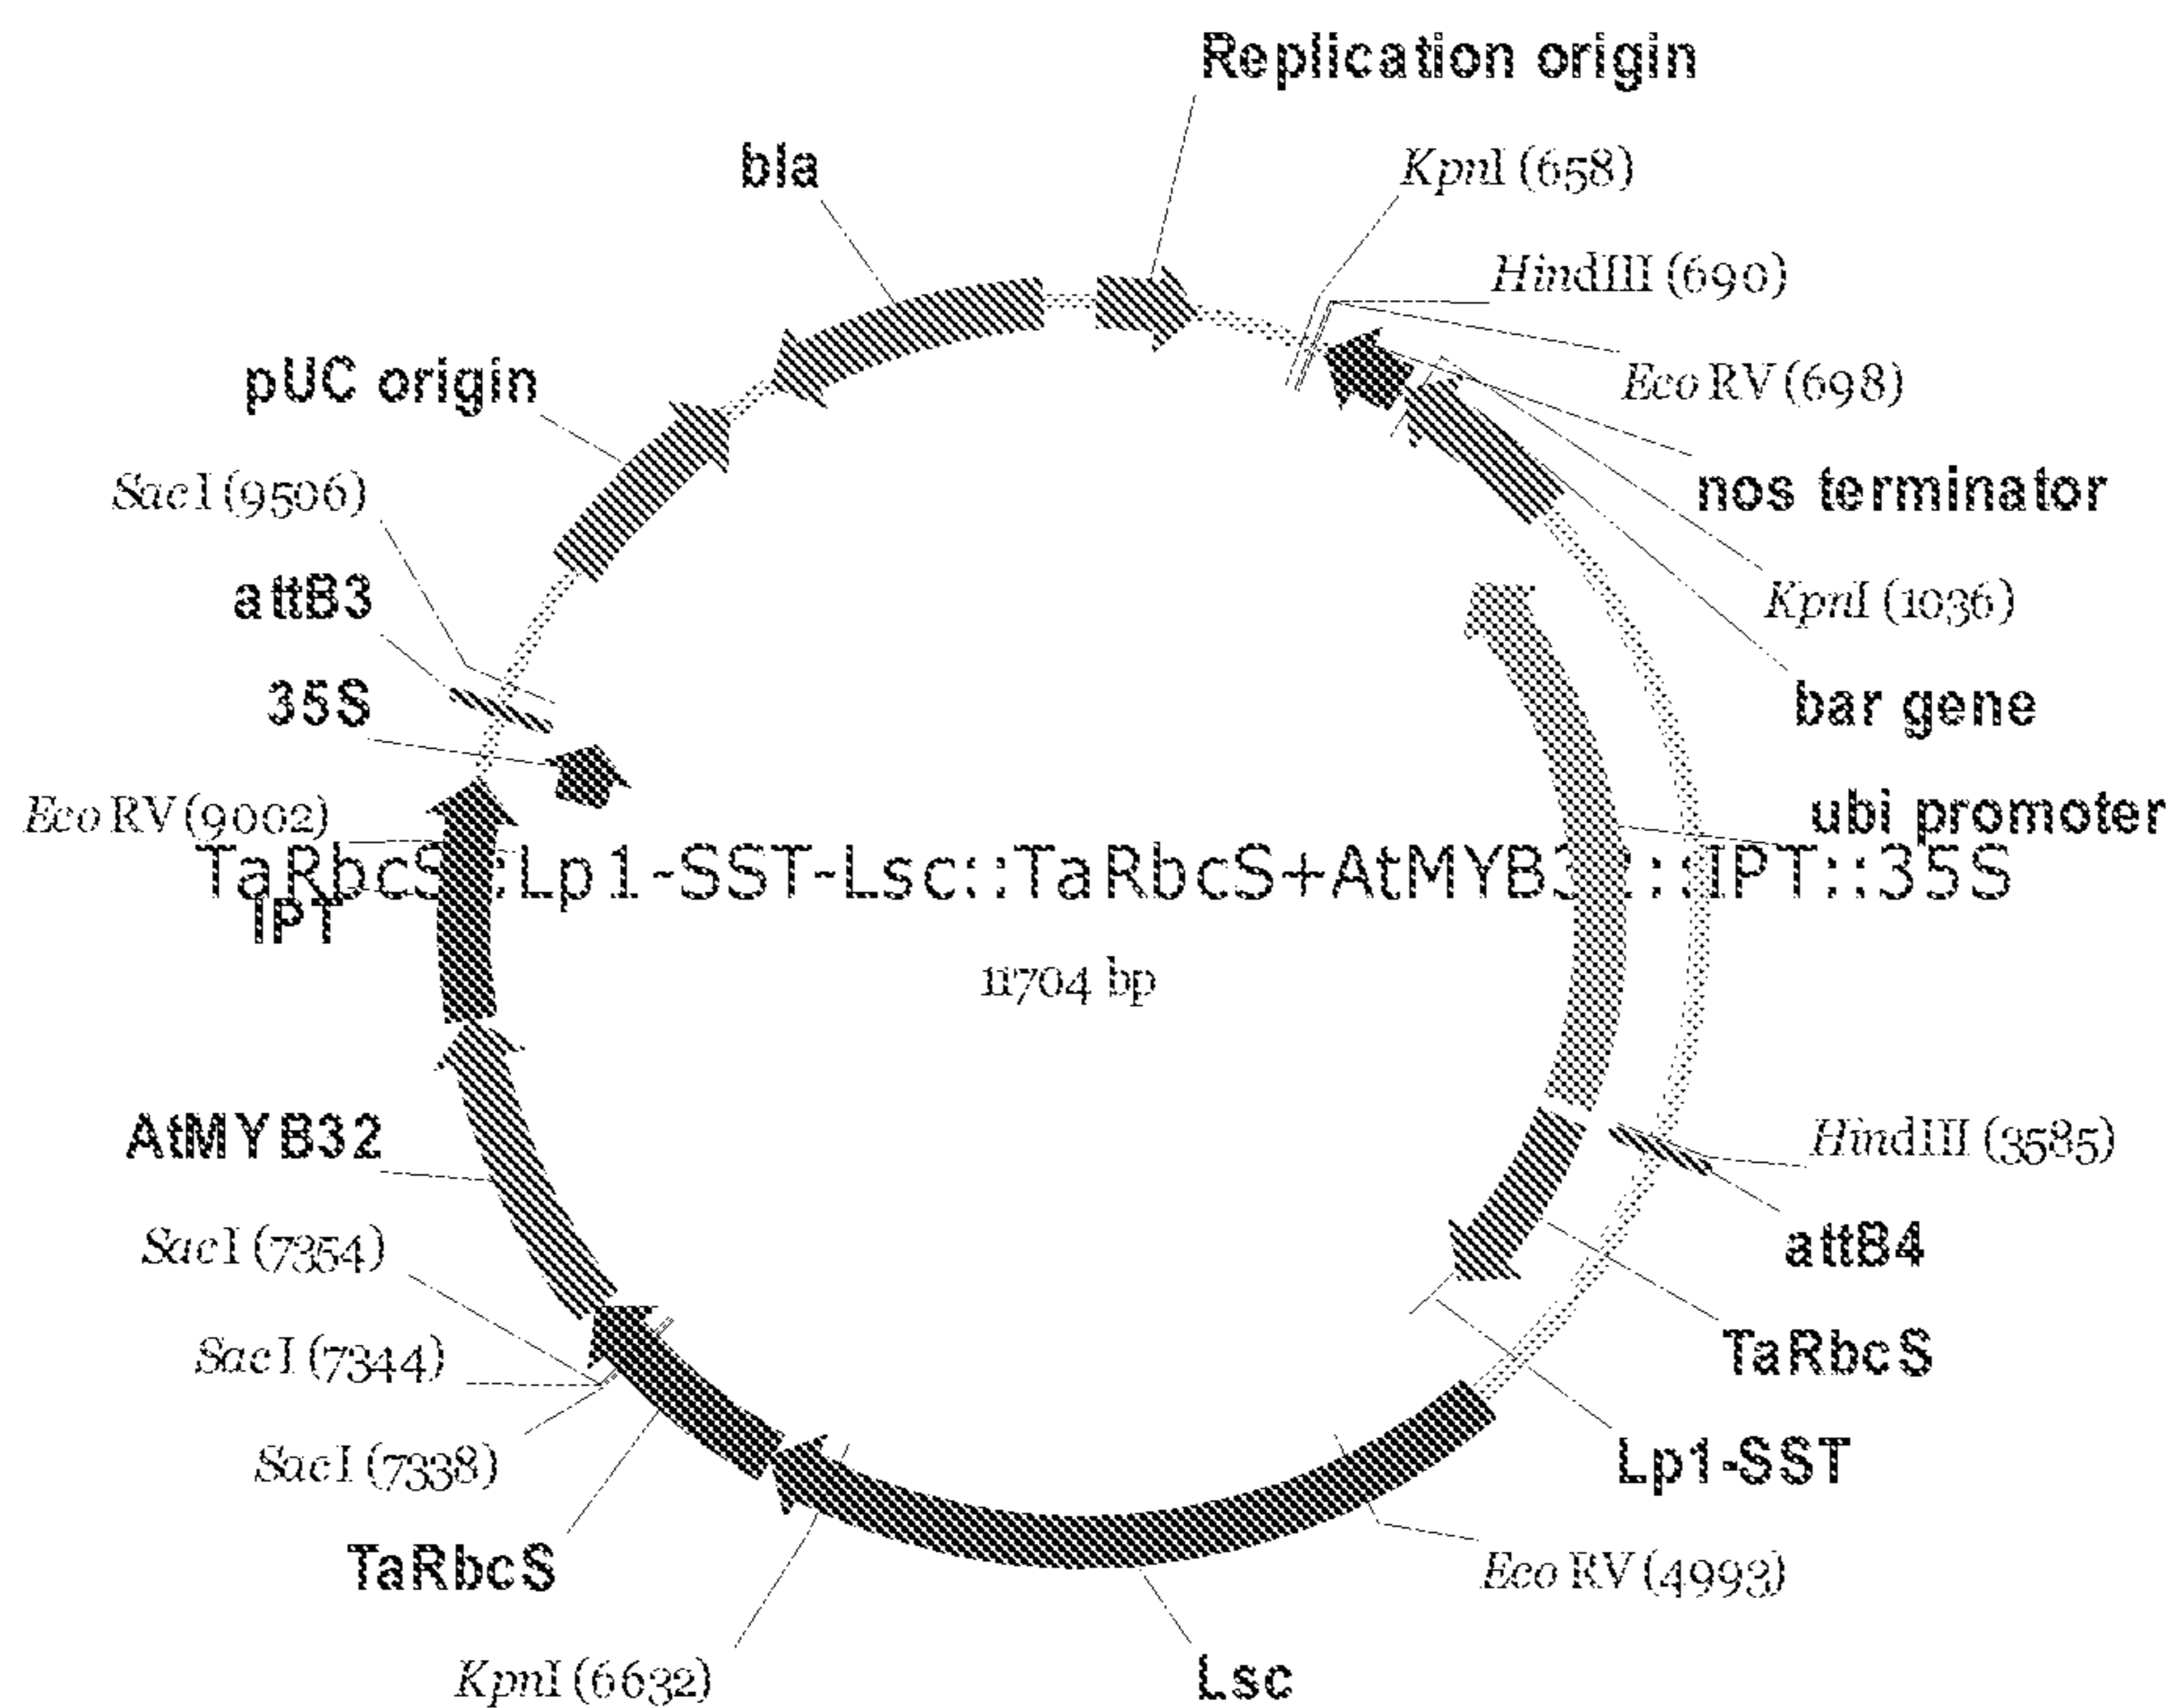 Replication origin
bla
KpnI (658)
HindIII (690)
pUC origin
EcoRV (698)
SacI (9506)
nos terminator
attB3
KpnI (1036)
35S
bar gene
EcoRV (9002)
ubi promoter
TaRbcS::Lp1-SST-Lsc::TaRbcS+AtMYB32::IPT::35S
IPT
11704 bp
AtMYB32
HindIII (3585)
SacI (7354)
attB4
SacI (7344)
TaRbcS
SacI (7338)
Lp1-SST
TaRbcS
EcoRV (4993)
KpnI (6632)
Lsc